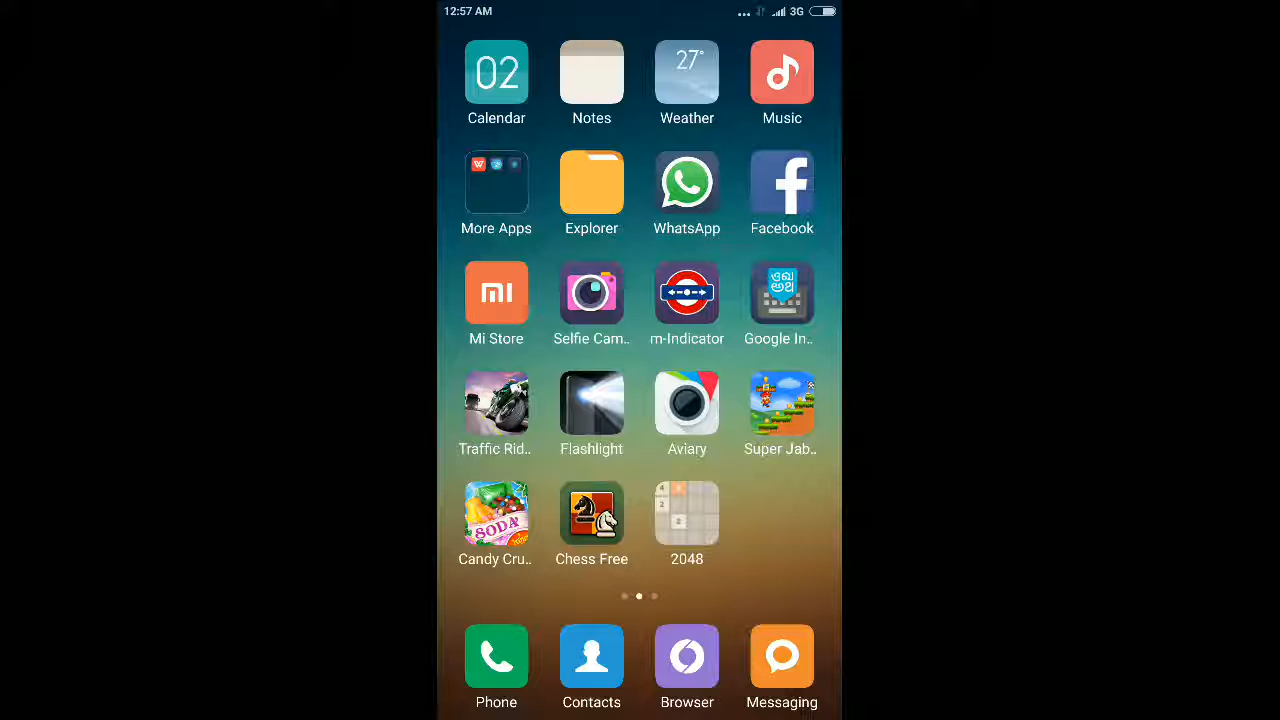 12:57 AM
3G
02
27°
Calendar
Notes
Weather
Music
More Apps
Explorer
WhatsApp
Facebook
Mi Store
Selfie Cam..
m-Indicator
Google In..
Traffic Rid..
Flashlight
Aviary
Super Jab..
SODA
Candy Cru..
Chess Free
2048
Phone
Contacts
Browser
Messaging